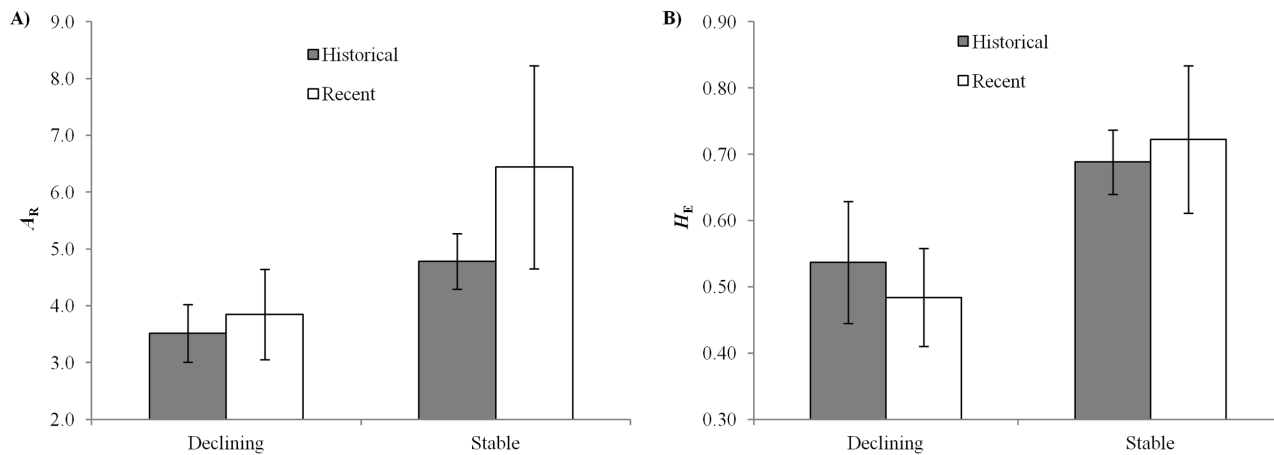 A)
9.0
8.0
7.0
6.0
5.0
4.0
3.0
2.0
AR
Historical
Recent
Declining
Stable
B)
0.90
0.80
0.70
0.60
0.50
0.40
0.30
HE
Historical
Recent
Declining
Stable